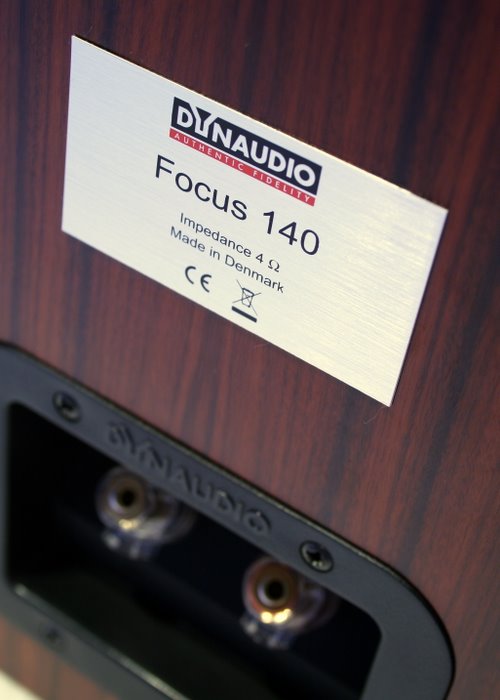 DYNAUDIO
AUTHENTIC FIDELITY
Focus 140
Impedance 4 Ω
Made in Denmark
CE
DYNAUDIO